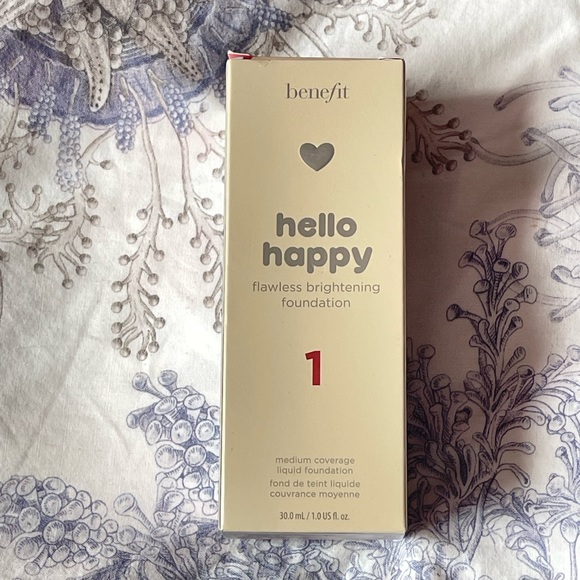 benefit
hello
happy
flawless brightening
foundation
1
medium coverage
liquid foundation
fond de teint liquide
couvrance moyenne
30.0 mL / 1.0 US fl. oz.